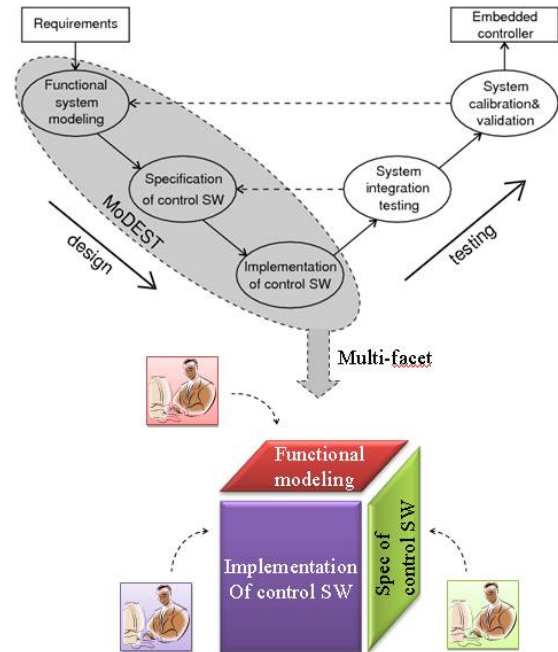 Requirements
Embedded
controller
Functional
system
modeling
System
calibration&
validation
Specification
of control SW
System
integration
testing
MoDEST
design
Implementation
of control SW
testing
Multi-facet
Functional
modeling
Implementation
Of control SW
Spec of
control SW